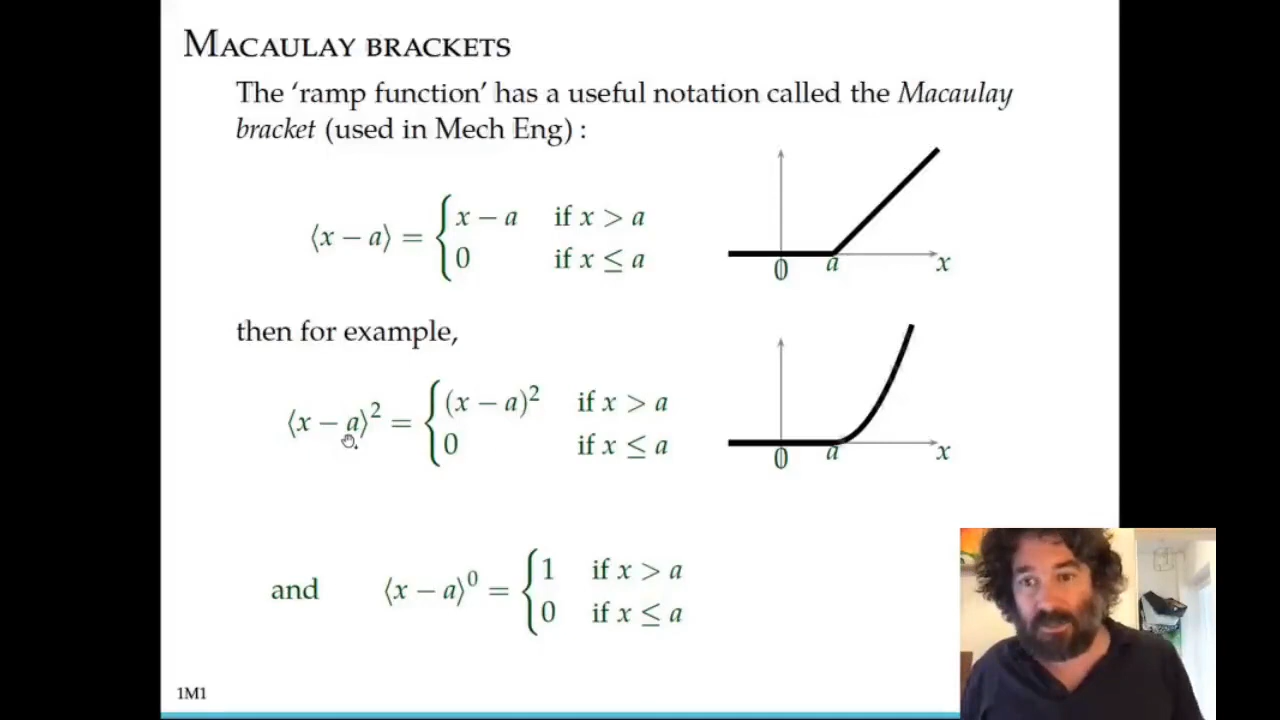 MACAULAY BRACKETS
The ‘ramp function’ has a useful notation called the Macaulay
bracket (used in Mech Eng) :
⟨x − a⟩ = { x − a if x > a
0 if x ≤ a
0 a x
then for example,
⟨x − a⟩² = { (x − a)² if x > a
0 if x ≤ a
0 a x
and ⟨x − a⟩⁰ = { 1 if x > a
0 if x ≤ a
1M1